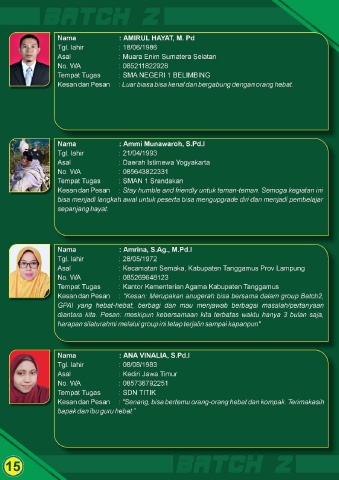 BATCH 2
Nama : AMIRUL HAYAT, M. Pd
Tgl. lahir : 18/06/1986
Asal : Muara Enim Sumatera Selatan
No. WA : 085211822928
Tempat Tugas : SMA NEGERI 1 BELIMBING
Kesan dan Pesan : Luar biasa bisa kenal dan bergabung dengan orang hebat.
Nama : Ammi Munawaroh, S.Pd.I
Tgl. lahir : 21/04/1993
Asal : Daerah Istimewa Yogyakarta
No. WA : 085643822331
Tempat Tugas : SMAN 1 Srandakan
Kesan dan Pesan : Stay humble and friendly untuk teman-teman. Semoga kegiatan ini
bisa menjadi langkah awal untuk peserta bisa mengupgrade diri dan menjadi pembelajar
sepanjang hayat.
Nama : Amrina, S.Ag., M.Pd.I
Tgl. lahir : 28/05/1972
Asal : Kecamatan Semaka, Kabupaten Tanggamus Prov Lampung
No. WA : 085269648123
Tempat Tugas : Kantor Kementerian Agama Kabupaten Tanggamus
Kesan dan Pesan : "Kesan: Merupakan anugerah bisa bersama dalam group Batch2,
GPAI yang hebat-hebat, berbagi dan mau menjawab berbagai masalah/pertanyaan
diantara kita. Pesan: meskipun kebersamaan kita terbatas waktu hanya 3 bulan saja,
harapan silaturahmi melalui group ini tetap terjalin sampai kapanpun"
Nama : ANA VINALIA, S.Pd.I
Tgl. lahir : 08/08/1983
Asal : Kediri Jawa Timur
No. WA : 085736792251
Tempat Tugas : SDN TITIK
Kesan dan Pesan : "Senang, bisa bertemu orang-orang hebat dan kompak. Terimakasih
bapak dan ibu guru hebat"
15
BATCH 2